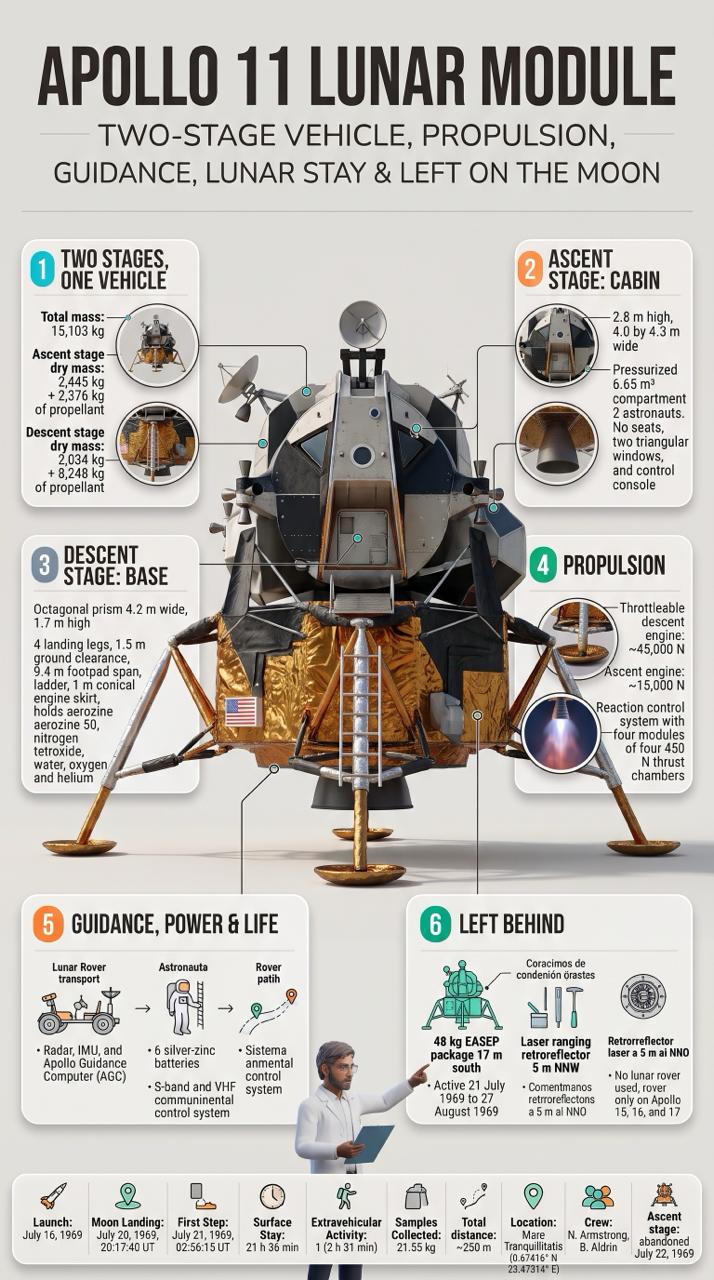 APOLLO 11 LUNAR MODULE
TWO-STAGE VEHICLE, PROPULSION,
GUIDANCE, LUNAR STAY & LEFT ON THE MOON
1
TWO STAGES,
ONE VEHICLE
Total mass:
15,103 kg
Ascent stage
dry mass:
2,445 kg
+ 2,376 kg
of propellant
Descent stage
dry mass:
2,034 kg
+ 8,248 kg
of propellant
2
ASCENT
STAGE: CABIN
2.8 m high,
4.0 by 4.3 m
wide
Pressurized
6.65 m³
compartment
2 astronauts.
No seats,
two triangular
windows,
and control
console
3
DESCENT
STAGE: BASE
Octagonal prism 4.2 m wide,
1.7 m high
4 landing legs, 1.5 m
ground clearance,
9.4 m footpad span,
ladder, 1 m conical
engine skirt,
holds aerozine
aerozine 50,
nitrogen
tetroxide,
water, oxygen
and helium
4
PROPULSION
Throttleable
descent
engine:
~45,000 N
Ascent engine:
~15,000 N
Reaction control
system with
four modules
of four 450
N thrust
chambers
5
GUIDANCE, POWER & LIFE
Lunar Rover
transport
• Radar, IMU, and
Apollo Guidance
Computer (AGC)
Astronauta
• 6 silver-zinc
batteries
• S-band and VHF
communinental
control system
Rover
patih
• Sistema
anmental
control
system
6
LEFT BEHIND
Coracimos de
condenión örastes
48 kg EASEP
package 17 m
south
• Active 21 July
1969 to 27
August 1969
Laser ranging
retroreflector
5 m NNW
• Comentmanos
retrroreflectons
a 5 m al NNO
Retrroreflector
laser a 5 m ai NNO
• No lunar rover
used, rover
only on Apollo
15, 16, and 17
Launch:
July 16, 1969
Moon Landing:
July 20, 1969,
20:17:40 UT
First Step:
July 21, 1969,
02:56:15 UT
Surface
Stay:
21 h 36 min
Extravehicular
Activity:
1 (2 h 31 min)
Samples
Collected:
21.55 kg
Total
distance:
~250 m
Location:
Mare
Tranquillitatis
(0.67416° N
23.47314° E)
Crew:
N. Armstrong,
B. Aldrin
Ascent
stage:
abandoned
July 22, 1969